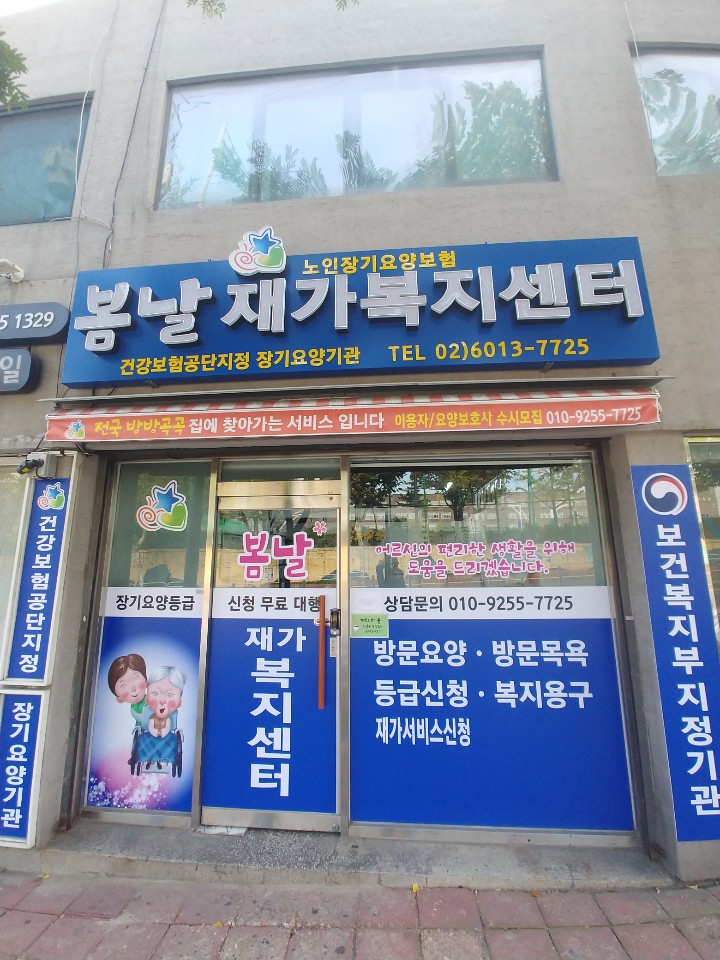 노인장기요양보험
봄날 재가복지센터
건강보험공단지정 장기요양기관 TEL 02)6013-7725
5 1329
일
전국 방방곡곡 집에 찾아가는 서비스 입니다 이용자/요양보호사 수시모집 010-9255-7725
건강보험공단지정
장기요양기관
장기요양등급
봄날
신청 무료 대행
재가
복지센터
어르신의 편리한 생활을 위해
도움을 드리겠습니다.
상담문의 010-9255-7725
방문요양·방문목욕
등급신청·복지용구
재가서비스신청
보건복지부지정기관